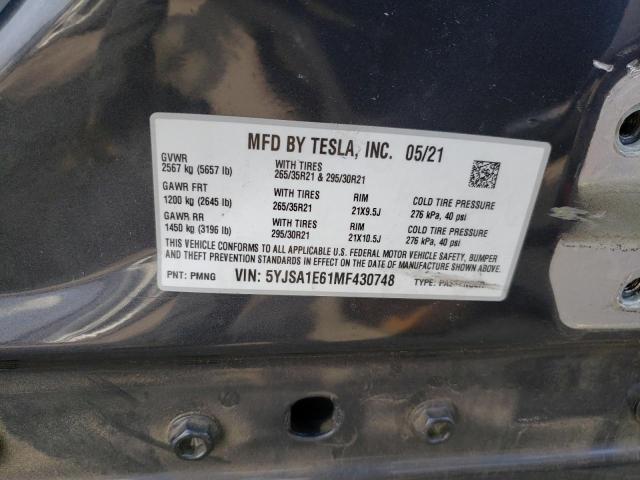 MFD BY TESLA, INC. 05/21
GVWR
2567 kg (5657 lb)
WITH TIRES
265/35R21 & 295/30R21
GAWR FRT
1200 kg (2645 lb)
WITH TIRES
265/35R21
RIM
21X9.5J
COLD TIRE PRESSURE
276 kPa, 40 psi
GAWR RR
1450 kg (3196 lb)
WITH TIRES
295/30R21
RIM
21X10.5J
COLD TIRE PRESSURE
276 kPa, 40 psi
THIS VEHICLE CONFORMS TO ALL APPLICABLE U.S. FEDERAL MOTOR VEHICLE SAFETY, BUMPER
AND THEFT PREVENTION STANDARDS IN EFFECT ON THE DATE OF MANUFACTURE SHOWN ABOVE.
PNT: PMNG
VIN: 5YJSA1E61MF430748
TYPE: